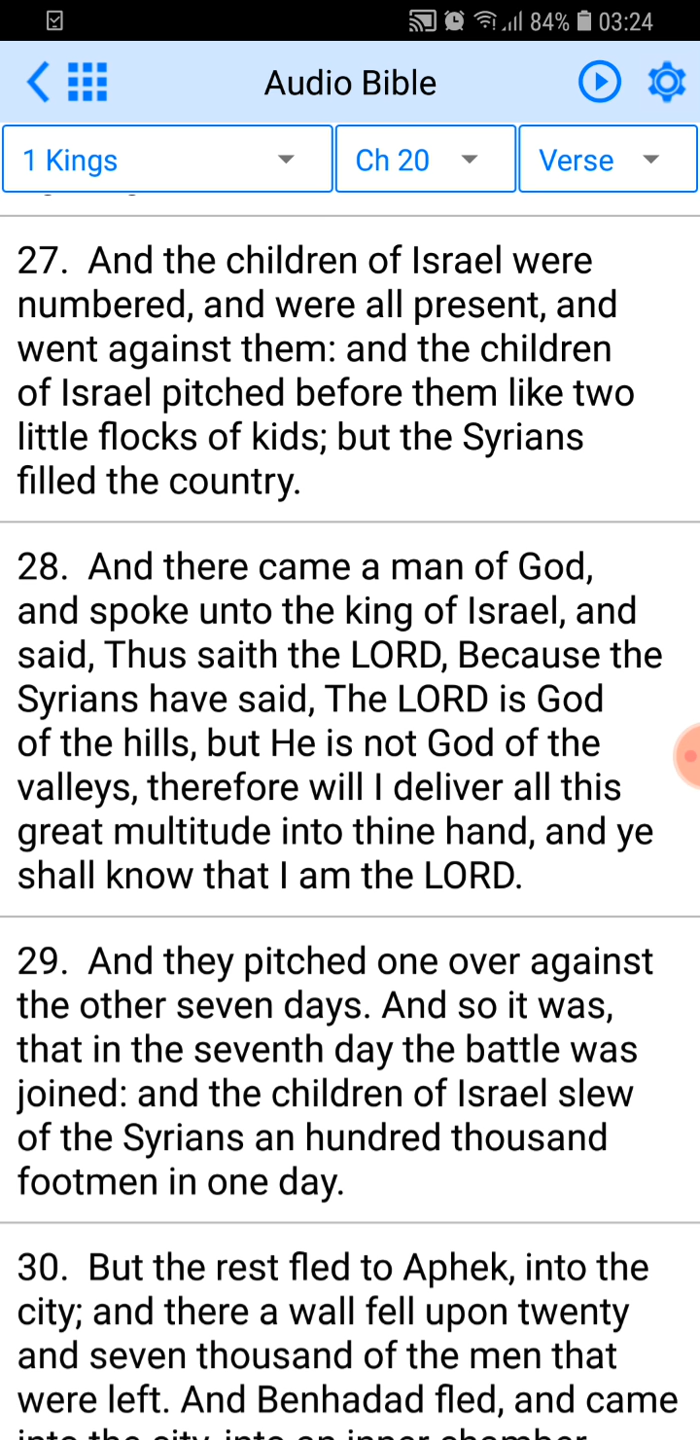 84% 03:24
Audio Bible
1 Kings Ch 20 Verse
27. And the children of Israel were
numbered, and were all present, and
went against them: and the children
of Israel pitched before them like two
little flocks of kids; but the Syrians
filled the country.
28. And there came a man of God,
and spoke unto the king of Israel, and
said, Thus saith the LORD, Because the
Syrians have said, The LORD is God
of the hills, but He is not God of the
valleys, therefore will I deliver all this
great multitude into thine hand, and ye
shall know that I am the LORD.
29. And they pitched one over against
the other seven days. And so it was,
that in the seventh day the battle was
joined: and the children of Israel slew
of the Syrians an hundred thousand
footmen in one day.
30. But the rest fled to Aphek, into the
city; and there a wall fell upon twenty
and seven thousand of the men that
were left. And Benhadad fled, and came
into the city, into an inner chamber